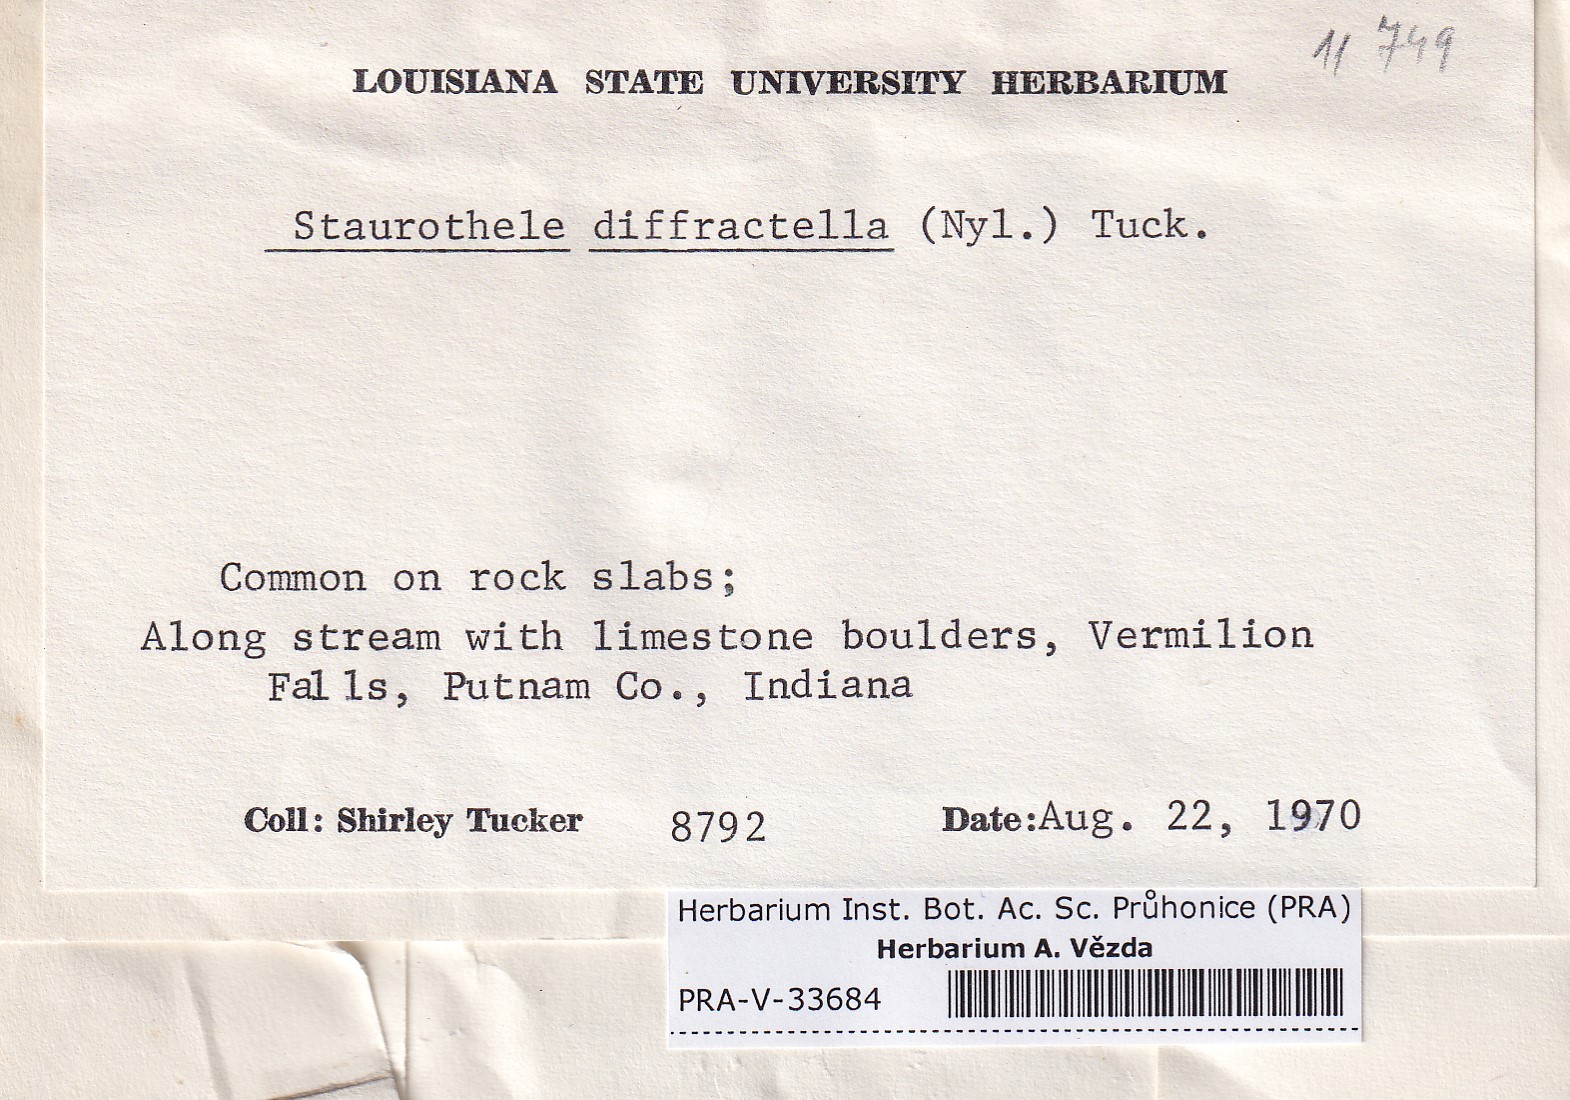 11 749
LOUISIANA STATE UNIVERSITY HERBARIUM
Staurothele diffractella (Nyl.) Tuck.
Common on rock slabs;
Along stream with limestone boulders, Vermilion
Falls, Putnam Co., Indiana
Coll: Shirley Tucker 8792 Date: Aug. 22, 1970
Herbarium Inst. Bot. Ac. Sc. Průhonice (PRA)
Herbarium A. Vězda
PRA-V-33684